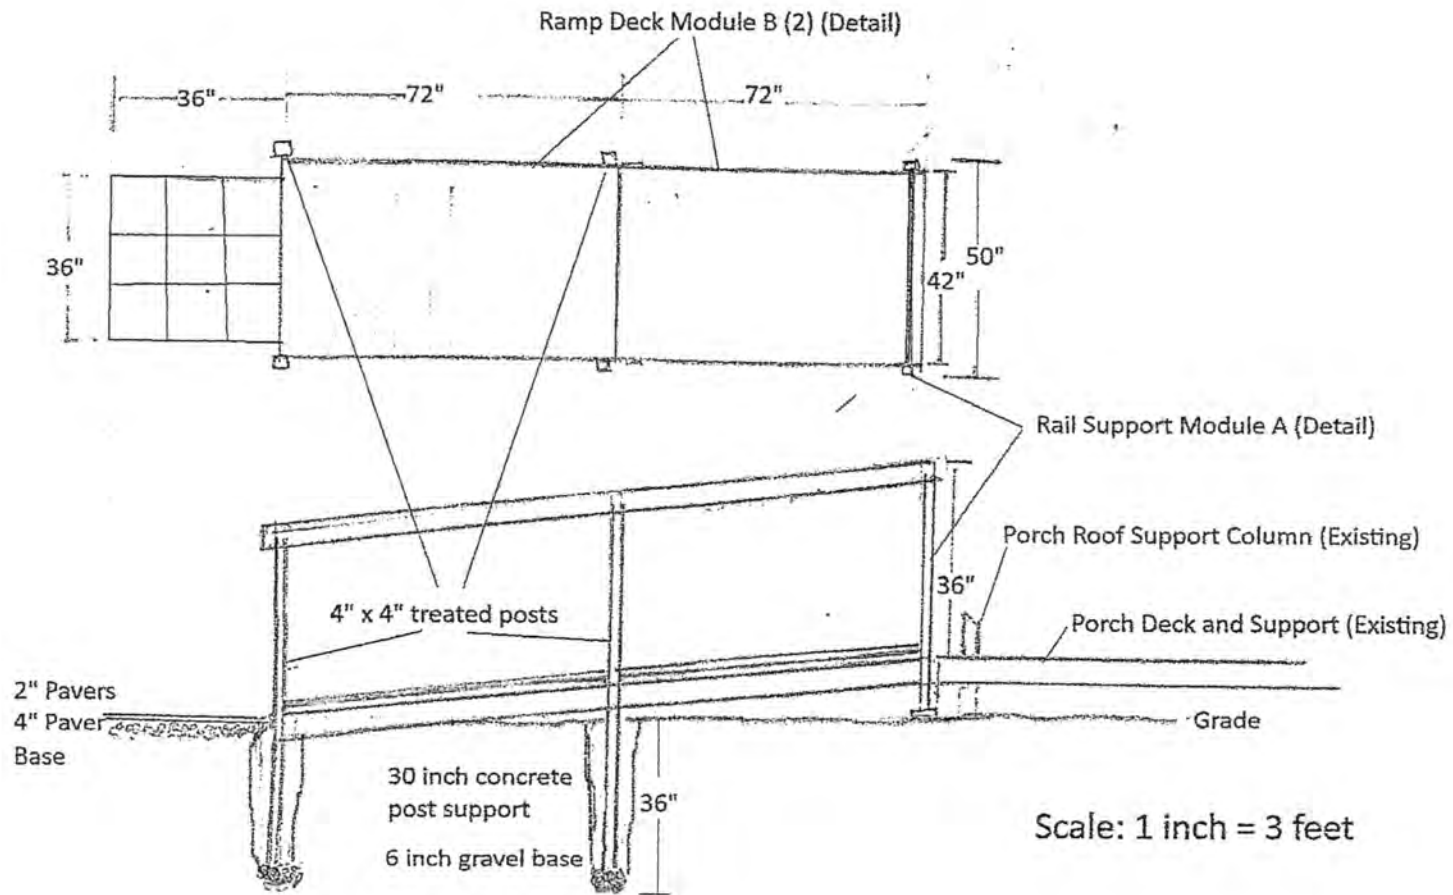 Ramp Deck Module B (2) (Detail)
36"
72"
72"
36"
42"
50"
Rail Support Module A (Detail)
Porch Roof Support Column (Existing)
36"
4" x 4" treated posts
Porch Deck and Support (Existing)
2" Pavers
4" Paver
Base
Grade
30 inch concrete
post support
36"
6 inch gravel base
Scale: 1 inch = 3 feet